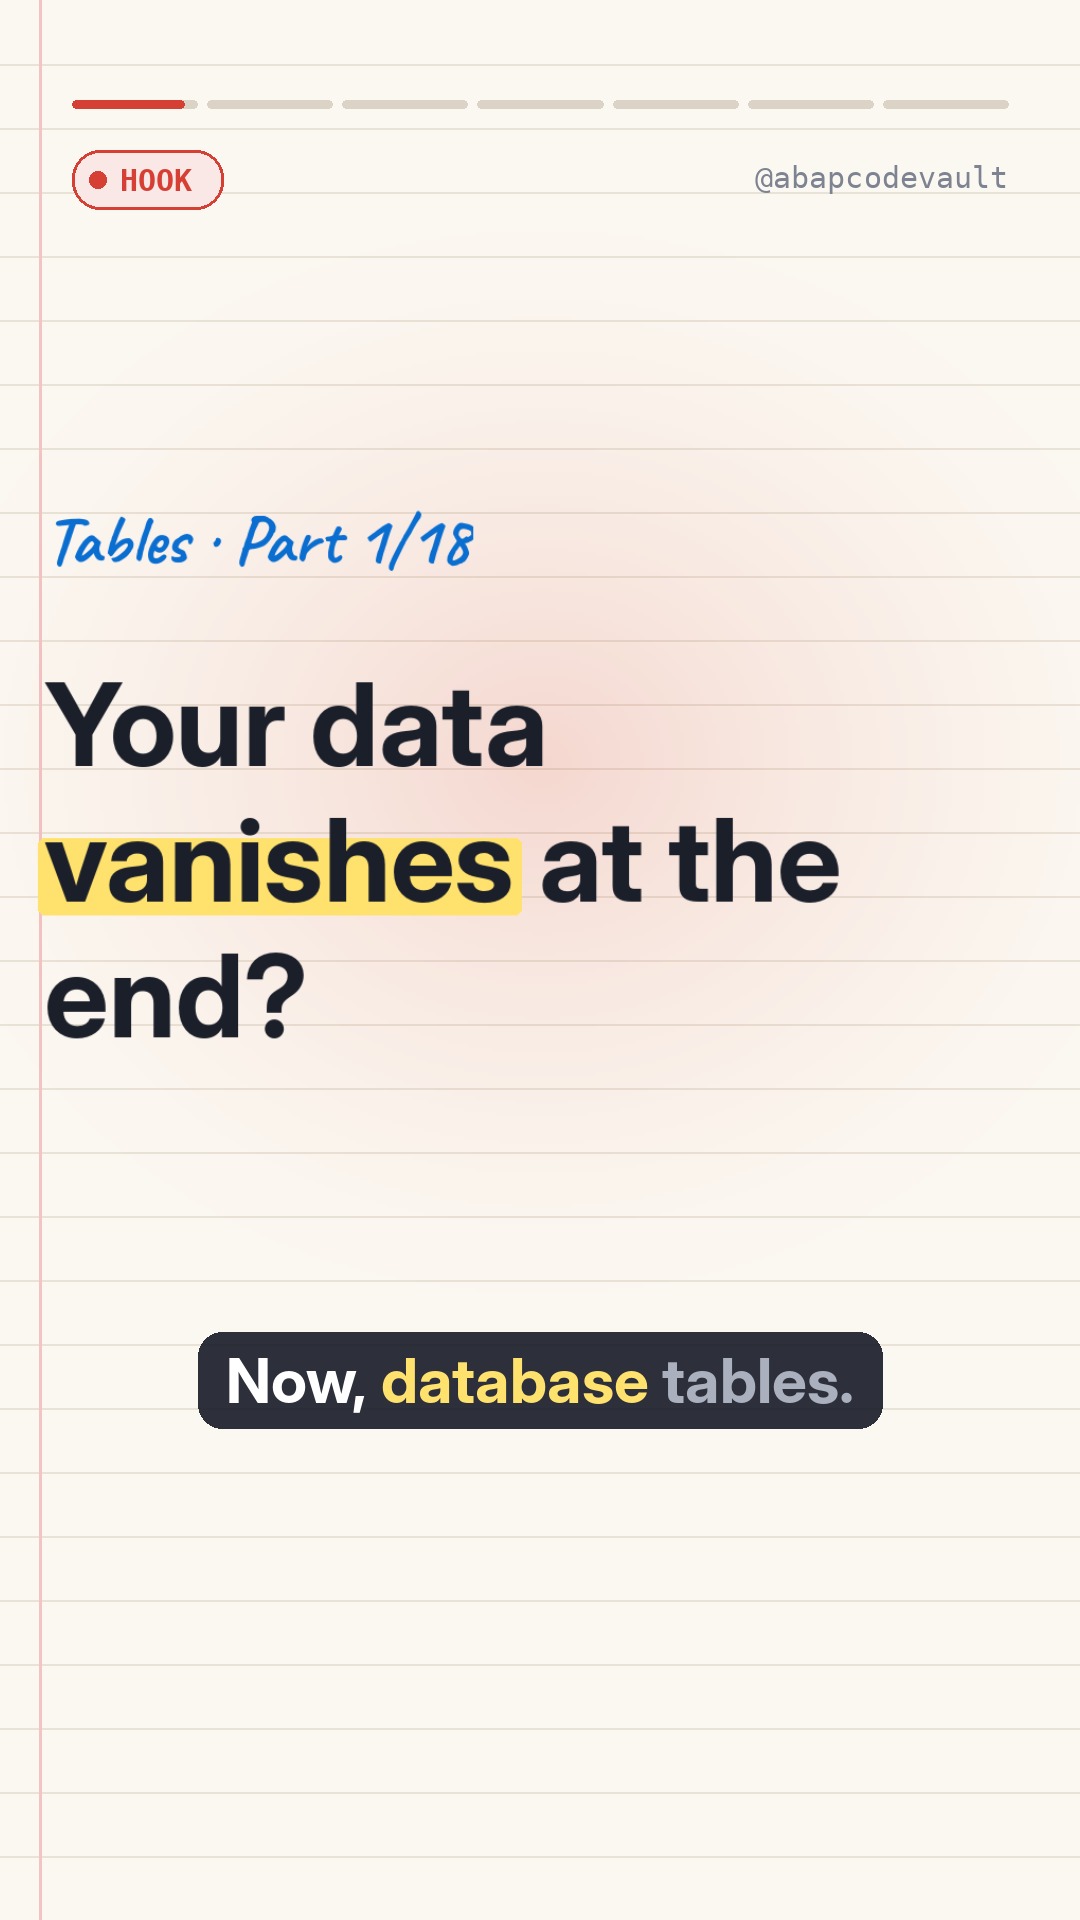 HOOK
@abapcodevault
Tables · Part 1/18
Your data
vanishes at the
end?
Now, database tables.